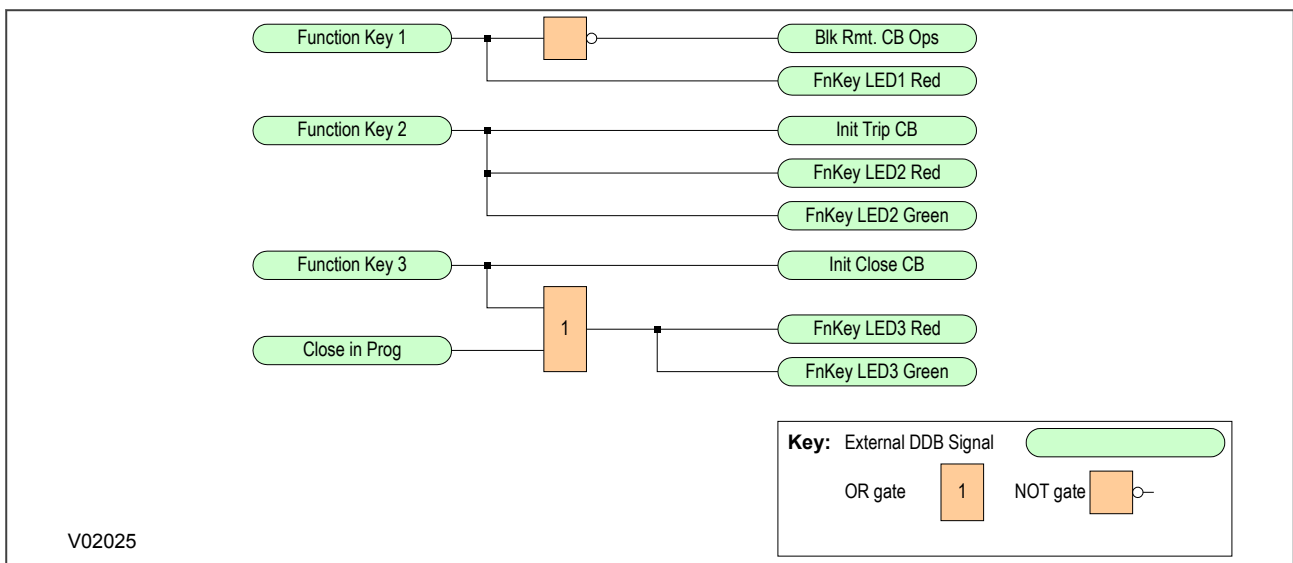 Function Key 1
Blk Rmt. CB Ops
FnKey LED1 Red
Function Key 2
Init Trip CB
FnKey LED2 Red
FnKey LED2 Green
Function Key 3
Init Close CB
1
FnKey LED3 Red
Close in Prog
FnKey LED3 Green
Key: External DDB Signal
OR gate 1 NOT gate
V02025